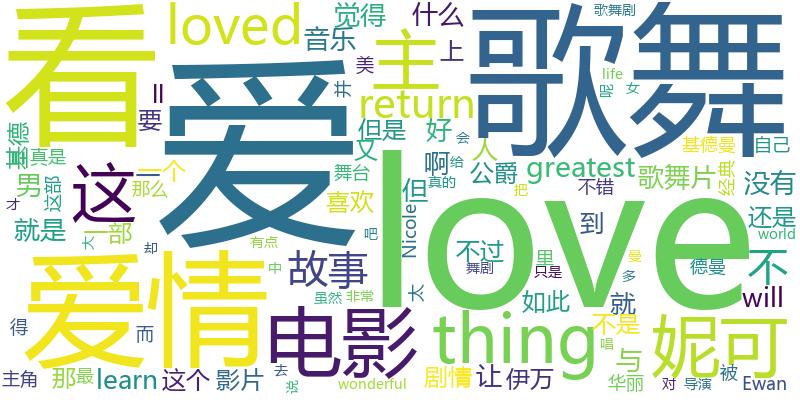 看
loved
觉得
什么
歌舞剧
音乐
上
美
主
歌舞
ll
并
return
要
life
呢
女
爱
基德
真是
一个
但是
好
会
人
基德曼
自己
又
啊
给
男
这部
那么
这
舞台
公爵
greatest
歌舞片
经典
没有
喜欢
但
真的
把
不错
才
就是
大
一部
love
到
还是
却
有点
吧
Nicole
不过
里
是
曼
world
爱情
中
故事
舞剧
只是
多
德曼
不
太
虽然
非常
如此
就
will
电影
thing
妮可
得
而
不是
唱
与
主角
那
最
learn
这个
影片
去
说
wonderful
剧情
让
伊万
华丽
对
导演
被
Ewan